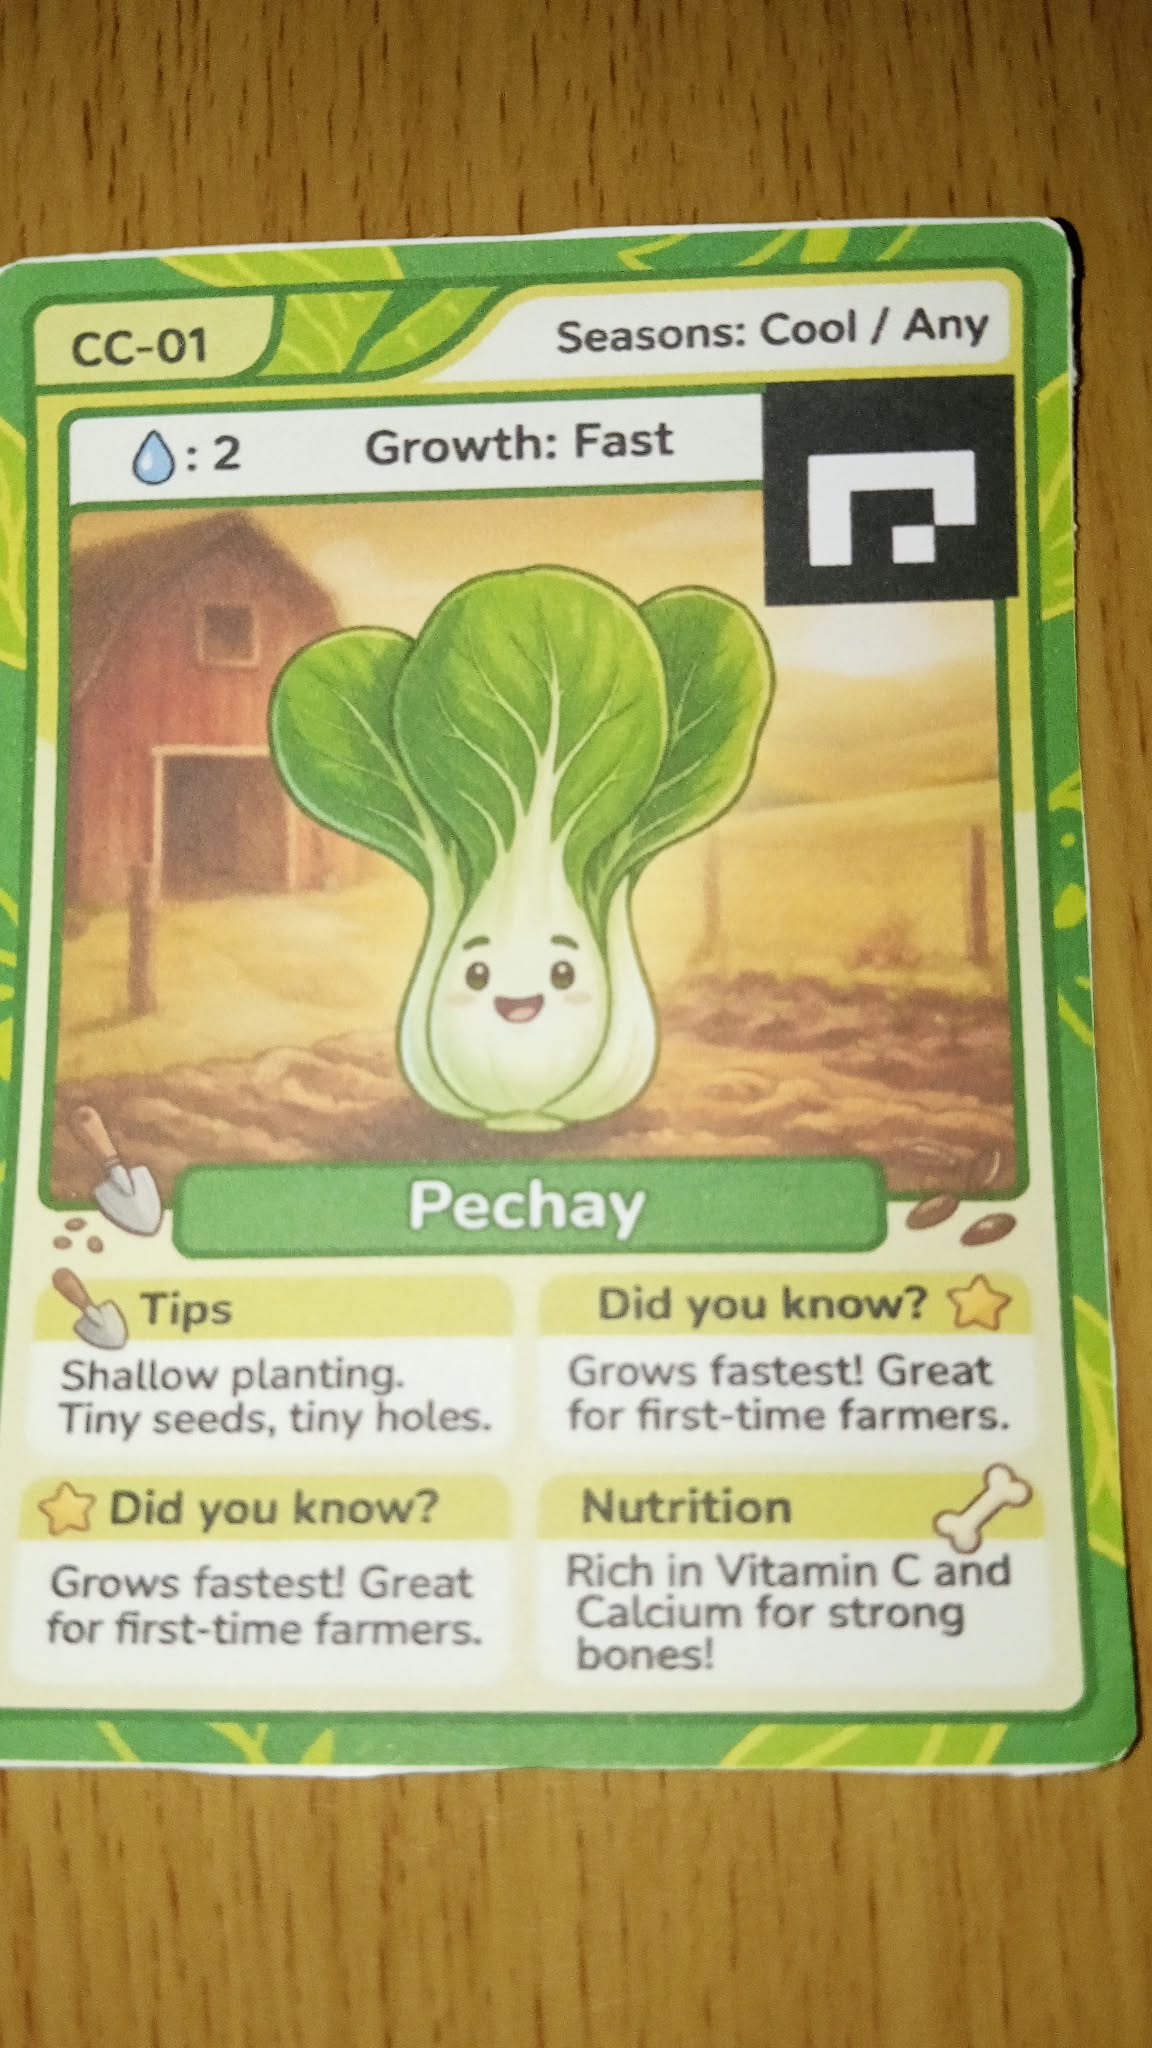 CC-01
Seasons: Cool / Any
: 2
Growth: Fast
Pechay
Tips
Shallow planting.
Tiny seeds, tiny holes.
Did you know?
Grows fastest! Great
for first-time farmers.
Did you know?
Grows fastest! Great
for first-time farmers.
Nutrition
Rich in Vitamin C and
Calcium for strong
bones!